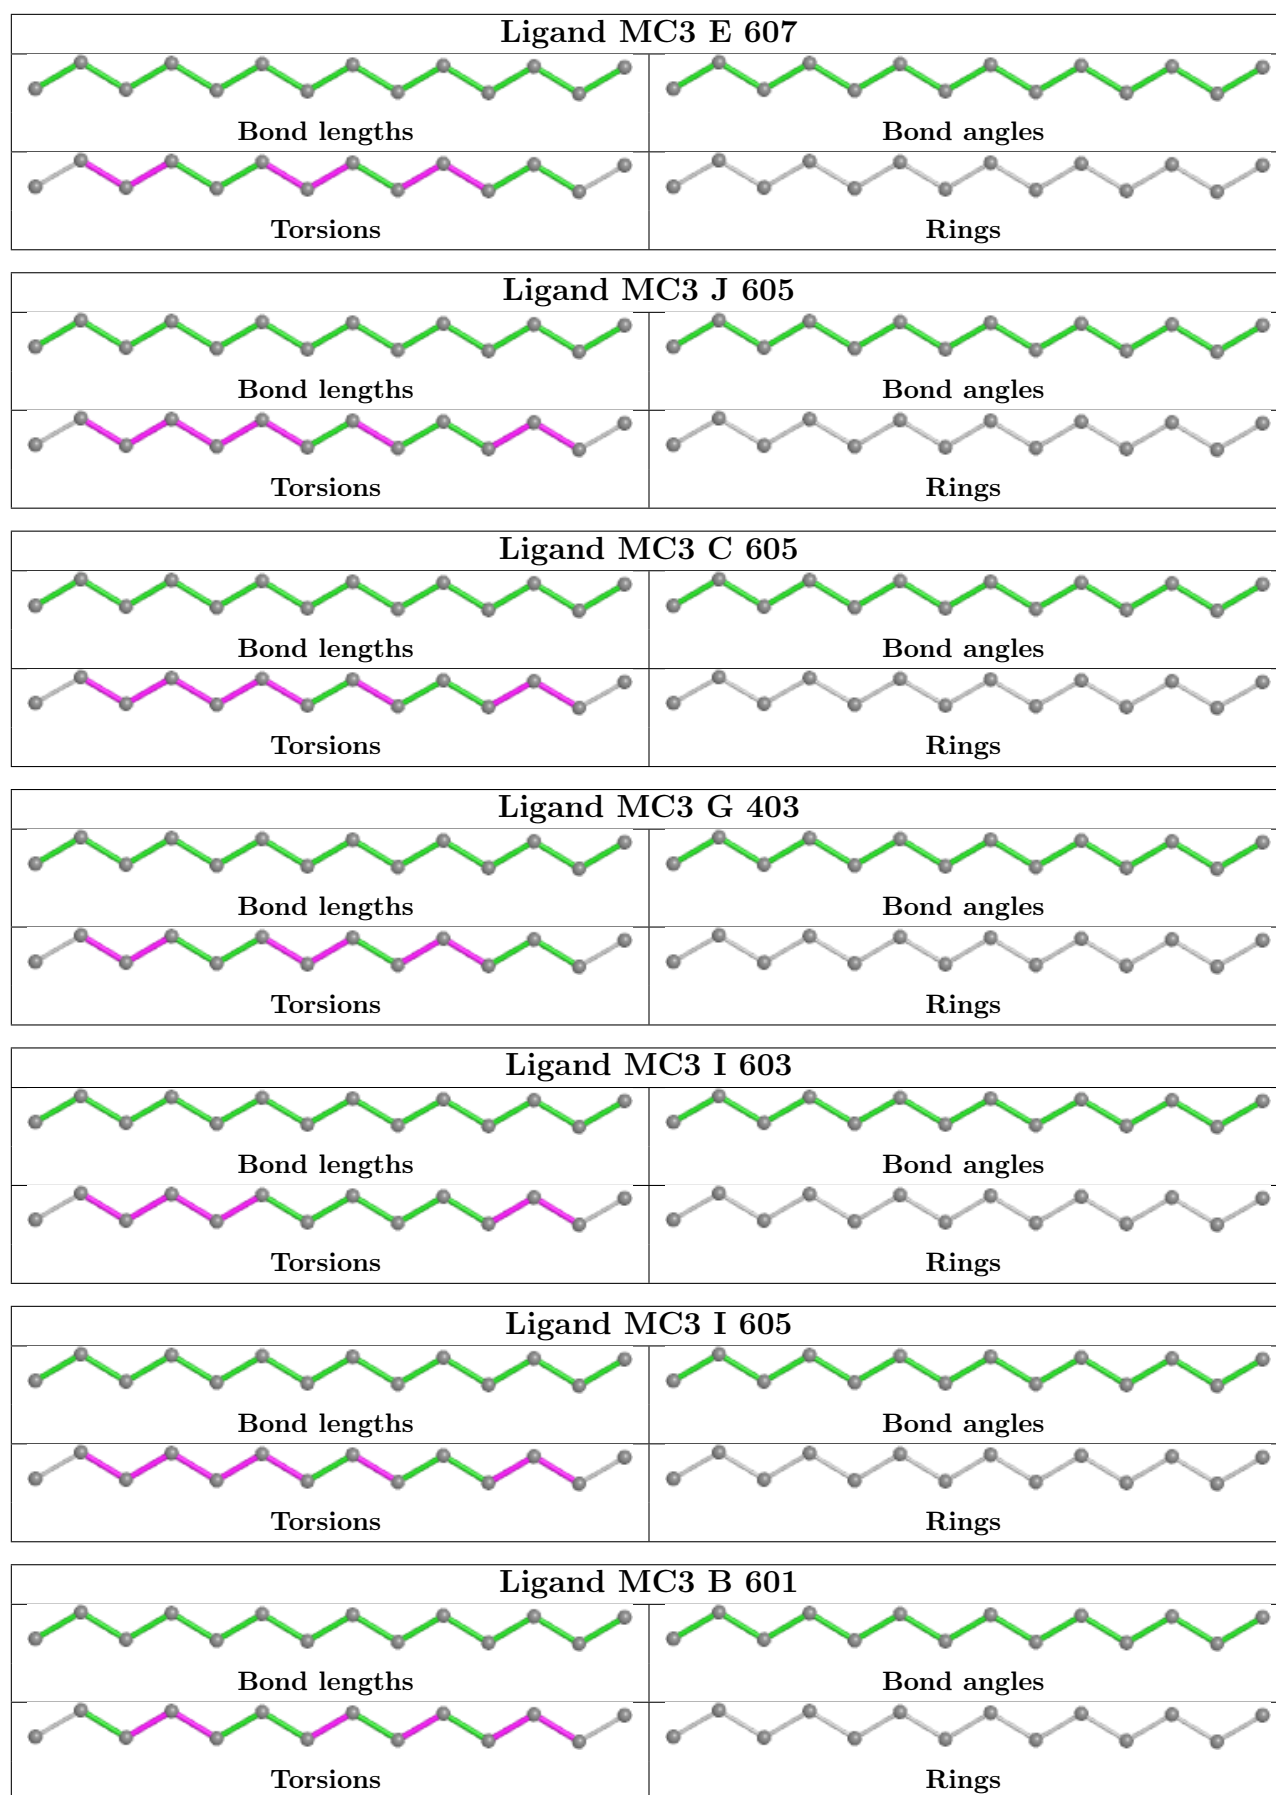 Ligand MC3 E 607
Bond lengths Bond angles
Torsions Rings
Ligand MC3 J 605
Bond lengths Bond angles
Torsions Rings
Ligand MC3 C 605
Bond lengths Bond angles
Torsions Rings
Ligand MC3 G 403
Bond lengths Bond angles
Torsions Rings
Ligand MC3 I 603
Bond lengths Bond angles
Torsions Rings
Ligand MC3 I 605
Bond lengths Bond angles
Torsions Rings
Ligand MC3 B 601
Bond lengths Bond angles
Torsions Rings